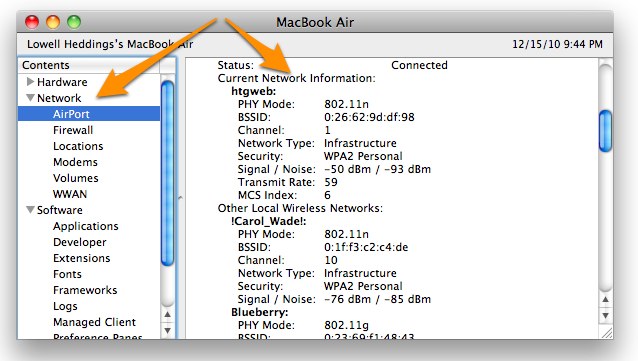 MacBook Air
Lowell Heddings's MacBook Air
12/15/10 9:44 PM
Contents
Hardware
Network
AirPort
Firewall
Locations
Modems
Volumes
WWAN
Software
Applications
Developer
Extensions
Fonts
Frameworks
Logs
Managed Client
Preference Panes
Status: Connected
Current Network Information:
htgweb:
PHY Mode: 802.11n
BSSID: 0:26:62:9d:df:98
Channel: 1
Network Type: Infrastructure
Security: WPA2 Personal
Signal / Noise: -50 dBm / -93 dBm
Transmit Rate: 59
MCS Index: 6
Other Local Wireless Networks:
!Carol_Wade!:
PHY Mode: 802.11n
BSSID: 0:1f:f3:c2:c4:de
Channel: 10
Network Type: Infrastructure
Security: WPA2 Personal
Signal / Noise: -76 dBm / -85 dBm
Blueberry:
PHY Mode: 802.11g
BSSID: 0:23:69:f1:48:43